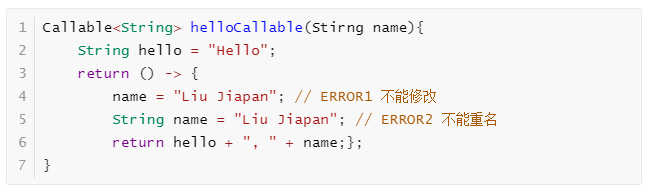 1 Callable<String> helloCallable(Stirng name){
2     String hello = "Hello";
3     return () -> {
4         name = "Liu Jiapan"; // ERROR1 不能修改
5         String name = "Liu Jiapan"; // ERROR2 不能重名
6         return hello + ", " + name;};
7 }